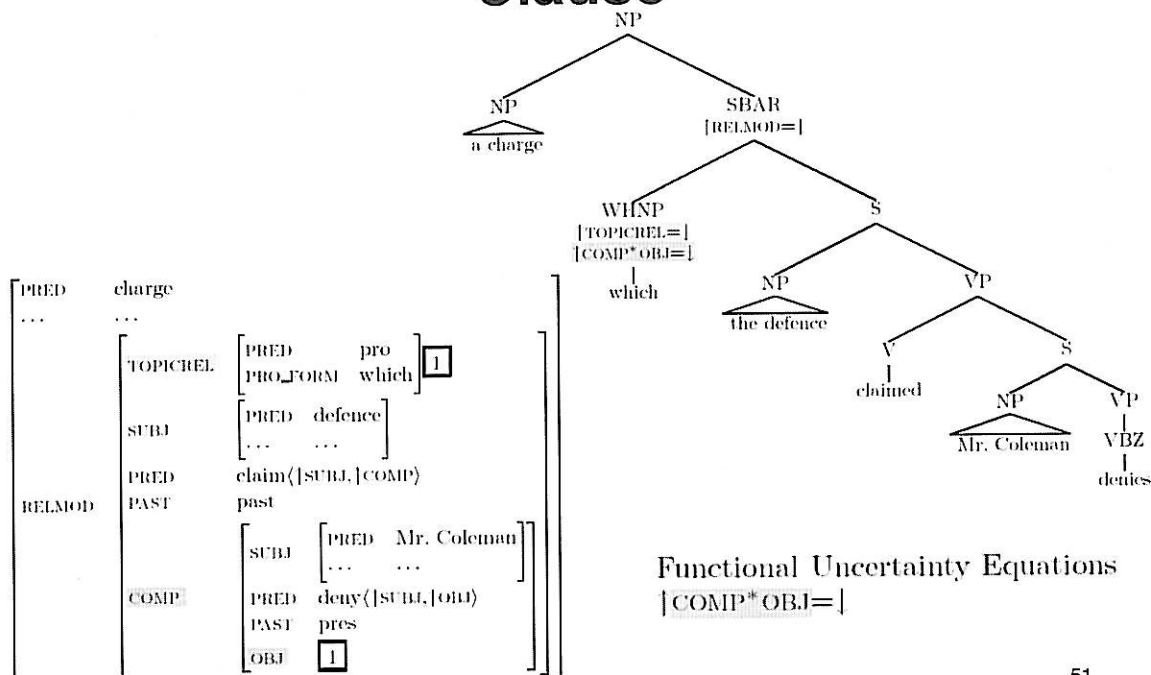 Clause
NP
NP
SBAR
↑RELMOD=↓
a charge
WHNP
↑TOPICREL=↓
↑COMP*OBJ=↓
which
S
NP
the defence
VP
V
claimed
S
NP
Mr. Coleman
VP
VBZ
denies
PRED charge
... ...
TOPICREL
PRED pro
PRO_FORM which
1
SUBJ
PRED defence
... ...
PRED claim⟨↑SUBJ,↑COMP⟩
RELMOD
PAST past
SUBJ
PRED Mr. Coleman
... ...
COMP
PRED deny⟨↑SUBJ,↑OBJ⟩
PAST pres
OBJ 1
Functional Uncertainty Equations
↑COMP*OBJ=↓
51